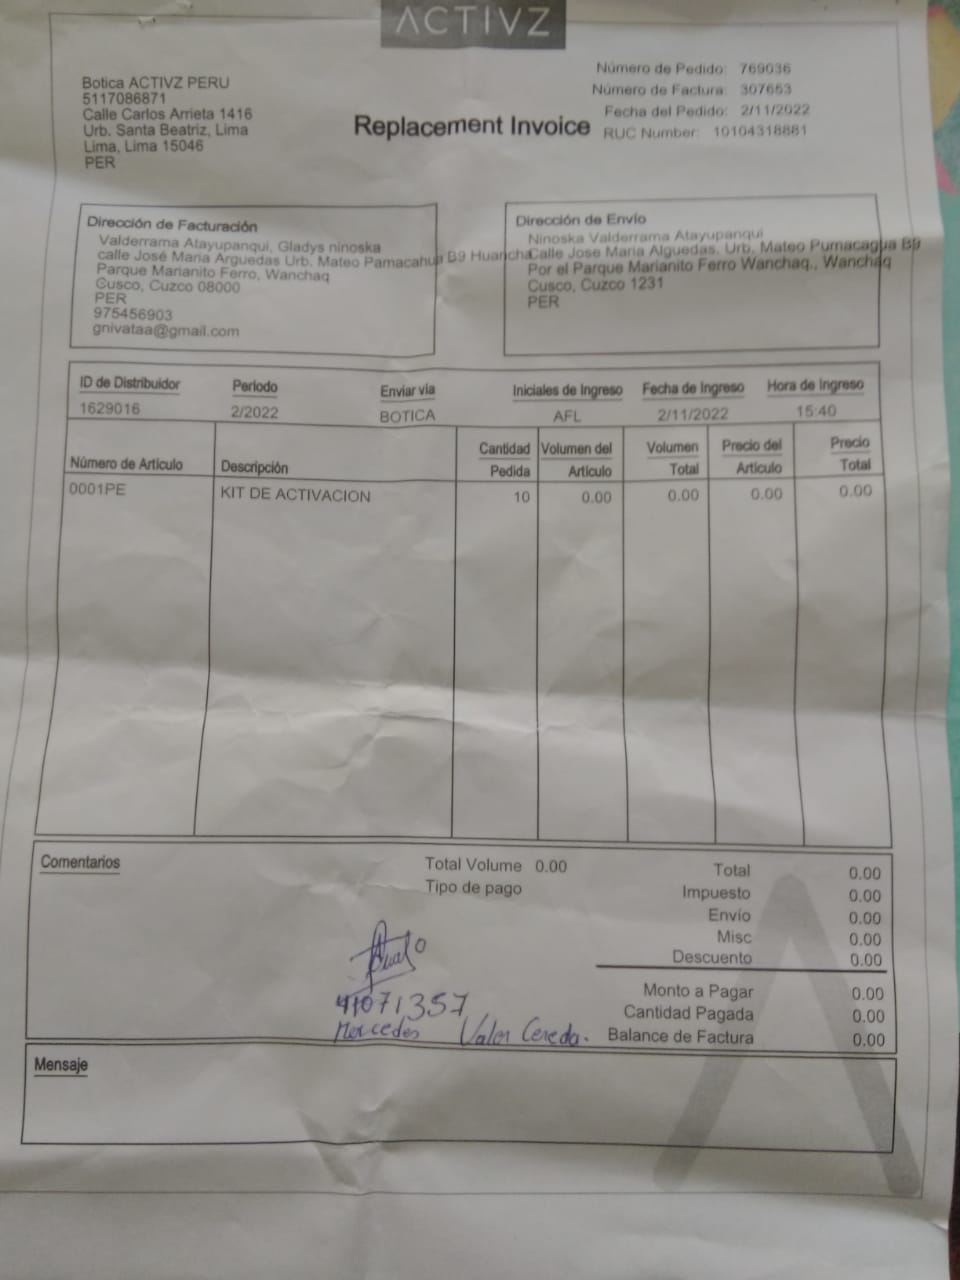 ACTIVZ
Botica ACTIVZ PERU
5117086871
Calle Carlos Arrieta 1416
Urb. Santa Beatriz, Lima
Lima, Lima 15046
PER
Replacement Invoice
Número de Pedido: 769036
Número de Factura: 307653
Fecha del Pedido: 2/11/2022
RUC Number: 10104318881
Dirección de Facturación
Valderrama Atayupanqui, Gladys ninoska
calle José Maria Arguedas Urb. Mateo Pamacahua B9 Huancha
Parque Marianito Ferro, Wanchaq
Cusco, Cuzco 08000
PER
975456903
gnivataa@gmail.com
Dirección de Envío
Ninoska Valderrama Atayupanqui
Calle Jose Maria Alguedas, Urb. Mateo Pumacagua B9
Por el Parque Marianito Ferro Wanchaq., Wanchaq
Cusco, Cuzco 1231
PER
ID de Distribuidor Período Enviar vía Iniciales de Ingreso Fecha de Ingreso Hora de Ingreso
1629016 2/2022 BOTICA AFL 2/11/2022 15:40
Número de Artículo Descripción Cantidad Pedida Volumen del Artículo Volumen Total Precio del Artículo Precio Total
0001PE KIT DE ACTIVACION 10 0.00 0.00 0.00 0.00
Comentarios
Total Volume 0.00
Tipo de pago
Total 0.00
Impuesto 0.00
Envío 0.00
Misc 0.00
Descuento 0.00
Monto a Pagar 0.00
Cantidad Pagada 0.00
Balance de Factura 0.00
41071357
Mercedes Valer Cereda.
Mensaje